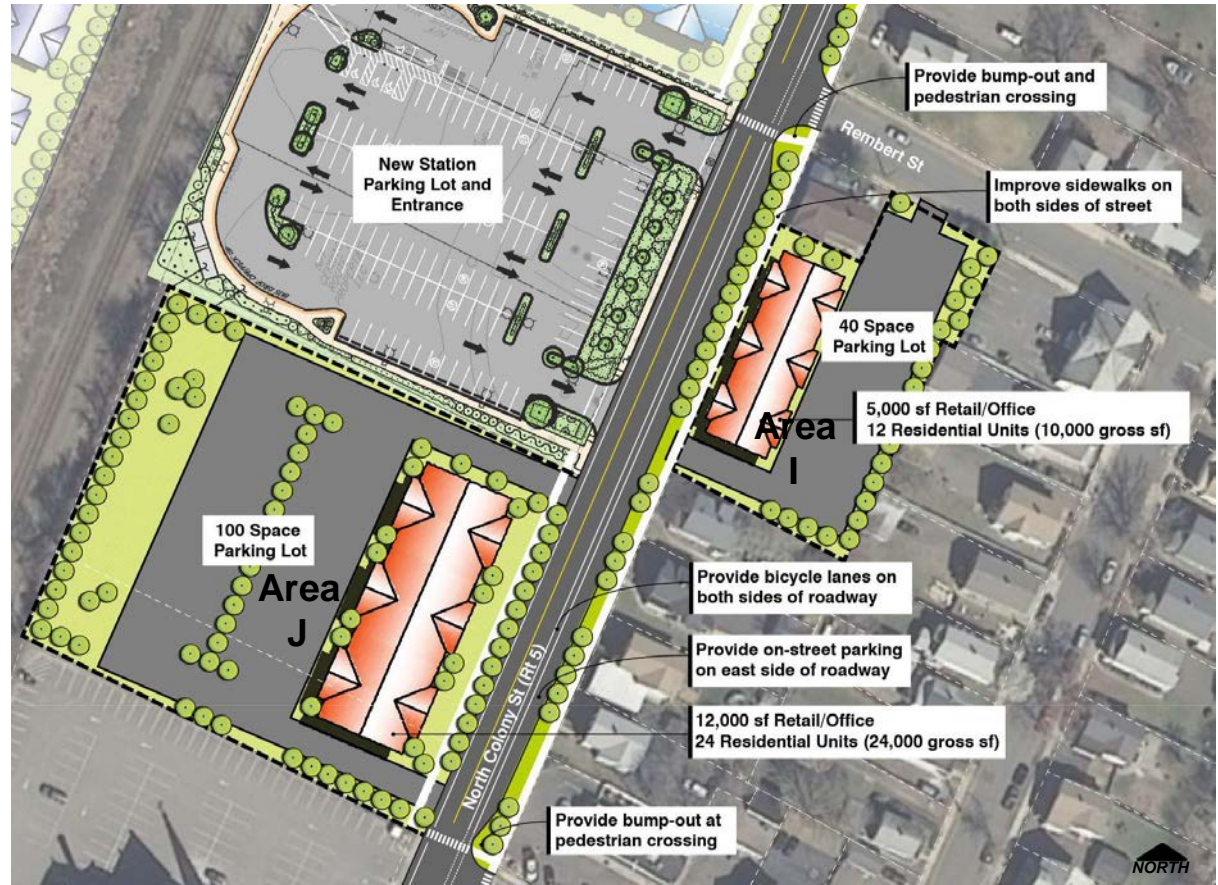 Provide bump-out and
pedestrian crossing
Rembert St
New Station
Parking Lot and
Entrance
Improve sidewalks on
both sides of street
40 Space
Parking Lot
5,000 sf Retail/Office
12 Residential Units (10,000 gross sf)
Area
I
100 Space
Parking Lot
Area
J
Provide bicycle lanes on
both sides of roadway
Provide on-street parking
on east side of roadway
12,000 sf Retail/Office
24 Residential Units (24,000 gross sf)
North Colony St (Rt 5)
Provide bump-out at
pedestrian crossing
NORTH